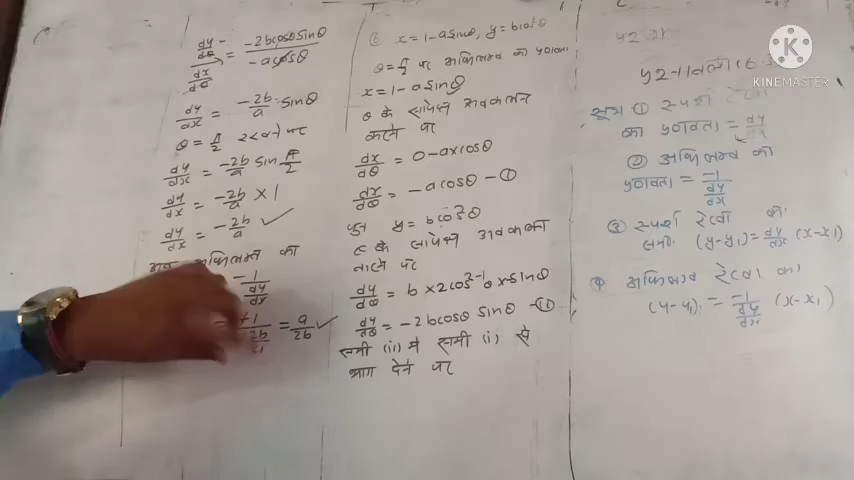 ⑥ x = 1 - a sinθ, y = b cos²θ
θ = π/2 पर अभिलम्ब की प्रवणता
x = 1 - a sinθ
θ के सापेक्ष अवकलन
करने पर
dx/dθ = 0 - a x cosθ
dx/dθ = -a cosθ - ①
पुनः y = b cos²θ
θ के सापेक्ष अवकलन
करने पर
dy/dθ = b × 2cos²⁻¹θ x - sinθ
dy/dθ = -2b cosθ sinθ - ⑪
समी (ii) में समी (i) से
भाग देने पर
dy/dθ / dx/dθ = -2b cosθ sinθ / -a cosθ
dy/dx = -2b/a · sinθ
θ = π/2 रखने पर
dy/dx = -2b/a sin π/2
dy/dx = -2b/a × 1
dy/dx = -2b/a ✓
अभिलम्ब का
-1 / dy/dx
= a/2b ✓
KINEMASTER
सूत्र ① स्पर्श रेखा
का प्रवणता = dy/dx
② अभिलम्ब की
प्रवणता = -1 / dy/dx
③ स्पर्श रेखा की
समी. (y - y₁) = dy/dx (x - x₁)
④ अभिलम्ब रेखा का
(y - y₁) = -1 / dy/dx (x - x₁)